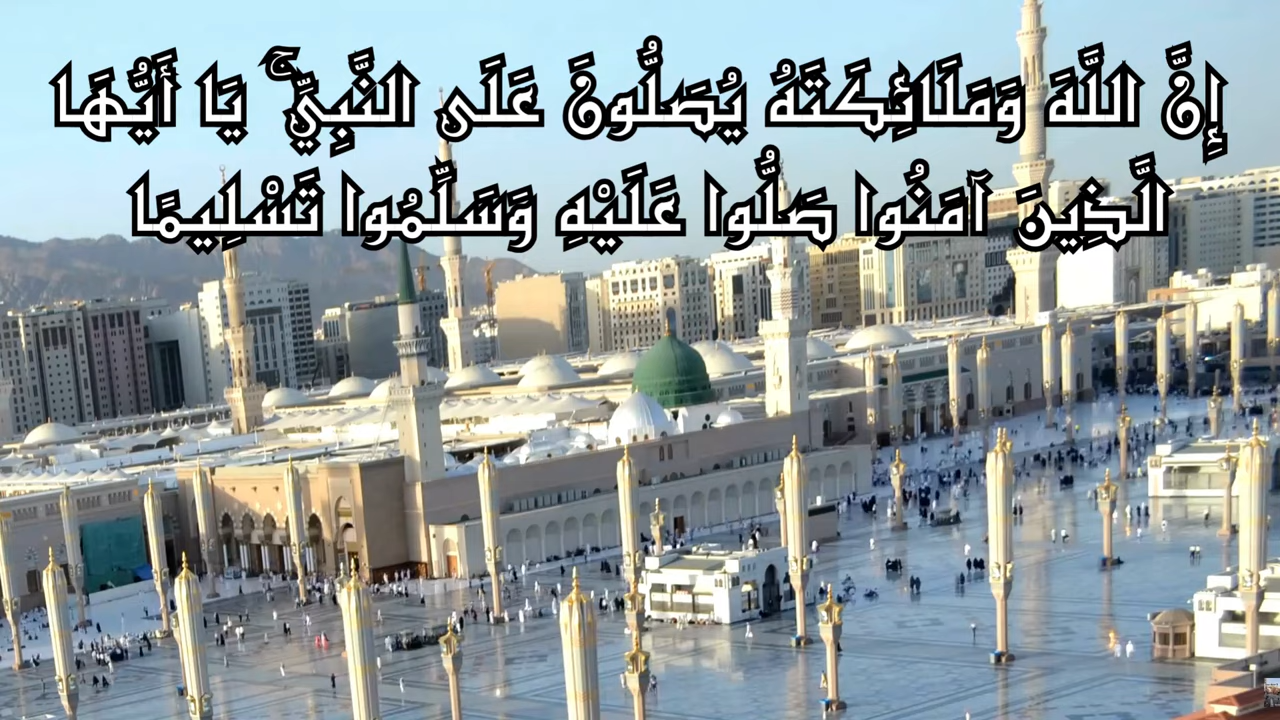 إِنَّ اللَّهَ وَمَلَائِكَتَهُ يُصَلُّونَ عَلَى النَّبِيِّ ۚ يَا أَيُّهَا
الَّذِينَ آمَنُوا صَلُّوا عَلَيْهِ وَسَلِّمُوا تَسْلِيمًا